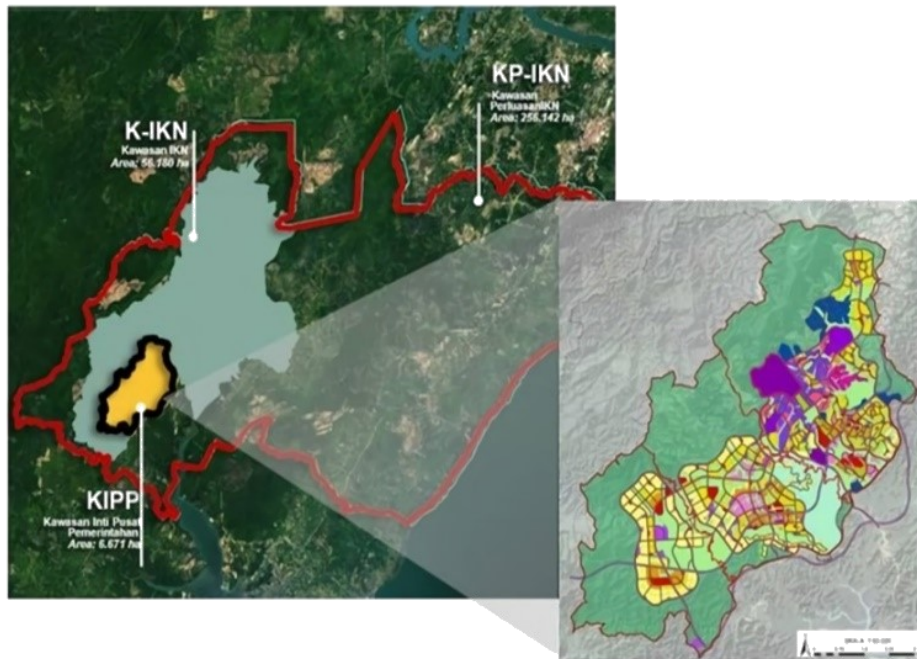 KP-IKN
Kawasan
PerluasanIKN
Area; 256.142 ha
K-IKN
Kawasan IKN
Area; 56.180 ha
KIPP
Kawasan Inti Pusat
Pemerintahan
Area; 6.671 ha